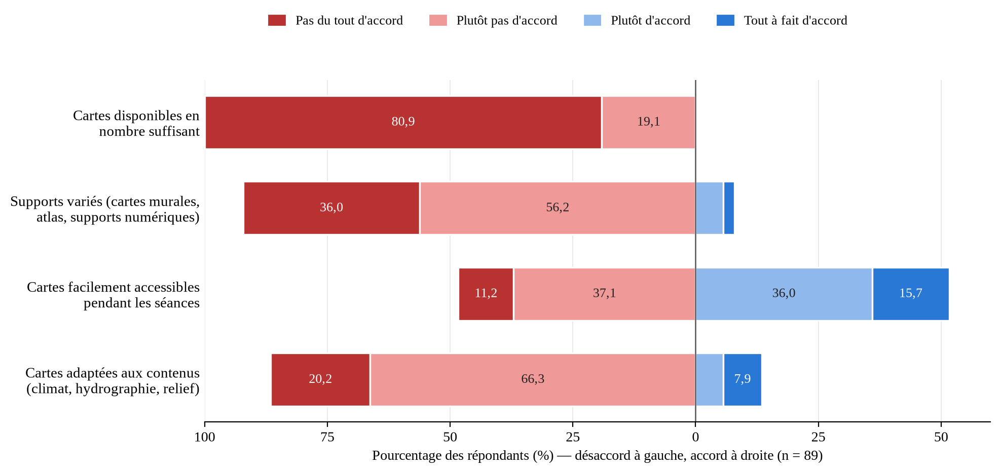 Pas du tout d'accord Plutôt pas d'accord Plutôt d'accord Tout à fait d'accord
Cartes disponibles en
nombre suffisant
80,9 19,1
Supports variés (cartes murales,
atlas, supports numériques)
36,0 56,2
Cartes facilement accessibles
pendant les séances
11,2 37,1 36,0 15,7
Cartes adaptées aux contenus
(climat, hydrographie, relief)
20,2 66,3 7,9
100 75 50 25 0 25 50
Pourcentage des répondants (%) — désaccord à gauche, accord à droite (n = 89)